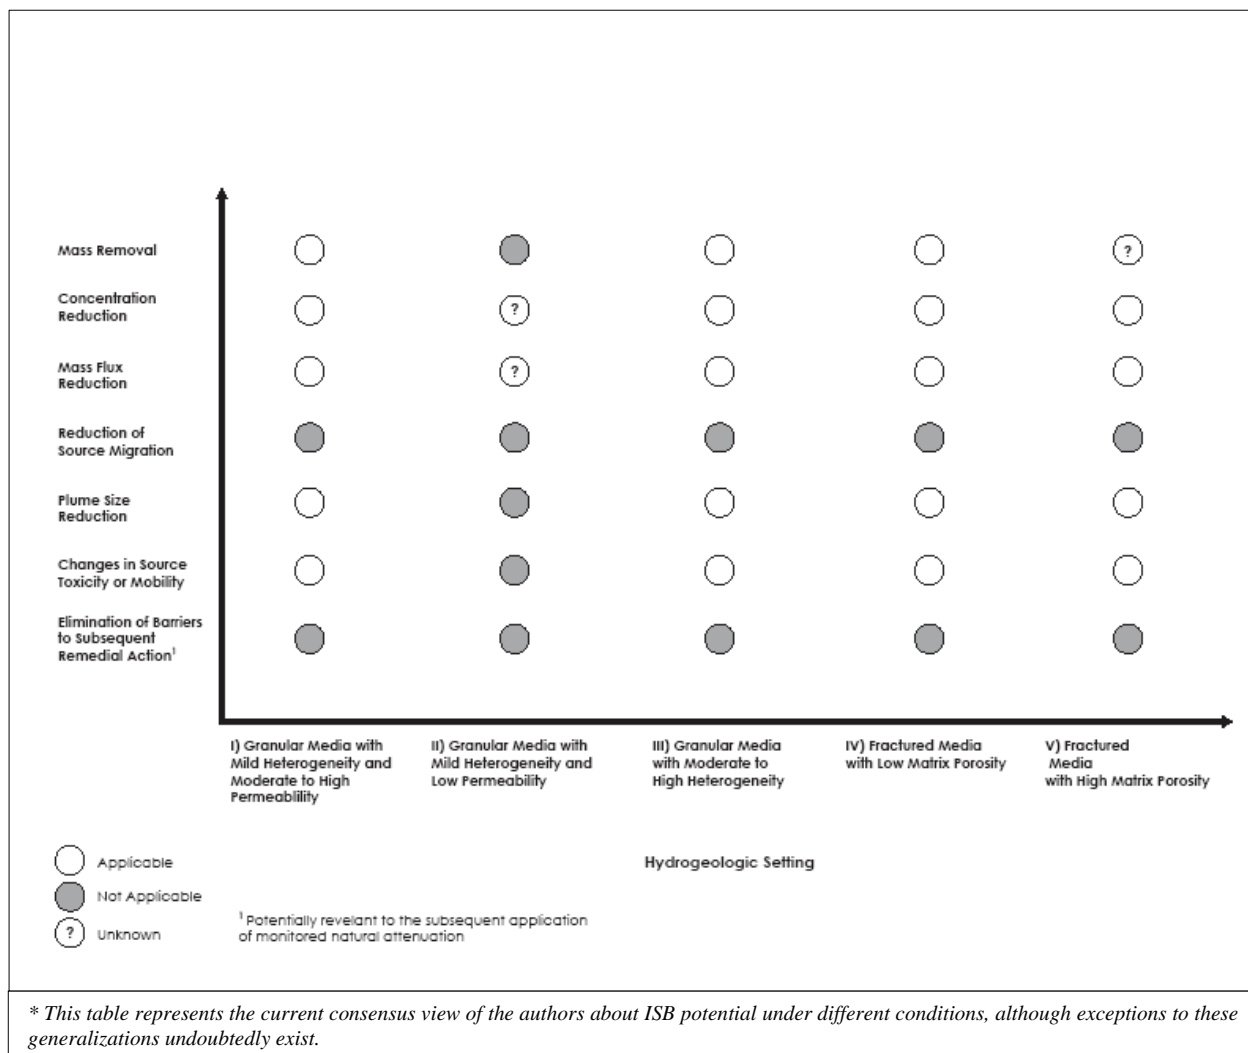 Mass Removal
?
Concentration
Reduction
?
Mass Flux
Reduction
?
Reduction of
Source Migration
Plume Size
Reduction
Changes in Source
Toxicity or Mobility
Elimination of Barriers
to Subsequent
Remedial Action¹
I) Granular Media with
Mild Heterogeneity and
Moderate to High
Permeablility
II) Granular Media with
Mild Heterogeneity and
Low Permeability
III) Granular Media
with Moderate to
High Heterogeneity
IV) Fractured Media
with Low Matrix Porosity
V) Fractured
Media
with High Matrix Porosity
Applicable
Hydrogeologic Setting
Not Applicable
? Unknown
¹ Potentially revelant to the subsequent application
of monitored natural attenuation
* This table represents the current consensus view of the authors about ISB potential under different conditions, although exceptions to these
generalizations undoubtedly exist.